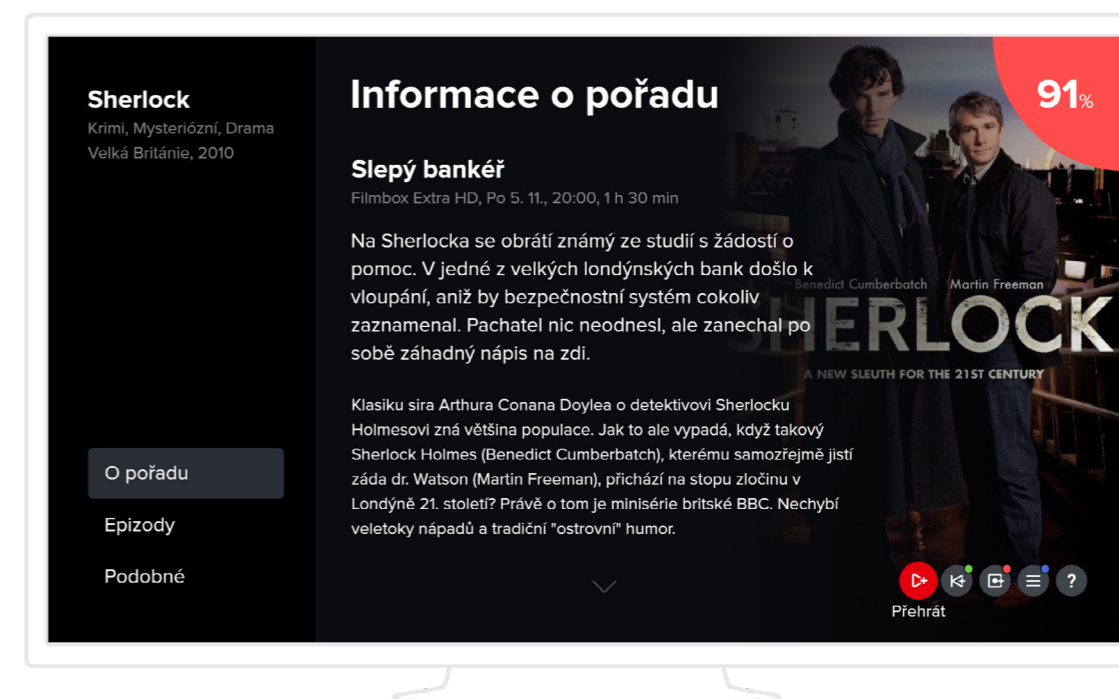 Sherlock
Krimi, Mysteriózní, Drama
Velká Británie, 2010
O pořadu
Epizody
Podobné
Informace o pořadu
91%
Slepý bankéř
Filmbox Extra HD, Po 5. 11., 20:00, 1 h 30 min
Na Sherlocka se obrátí známý ze studií s žádostí o
pomoc. V jedné z velkých londýnských bank došlo k
vloupání, aniž by bezpečnostní systém cokoliv
zaznamenal. Pachatel nic neodnesl, ale zanechal po
sobě záhadný nápis na zdi.
Klasiku sira Arthura Conana Doylea o detektivovi Sherlocku
Holmesovi zná většina populace. Jak to ale vypadá, když takový
Sherlock Holmes (Benedict Cumberbatch), kterému samozřejmě jistí
záda dr. Watson (Martin Freeman), přichází na stopu zločinu v
Londýně 21. století? Právě o tom je minisérie britské BBC. Nechybí
veletoky nápadů a tradiční "ostrovní" humor.
Benedict Cumberbatch Martin Freeman
SHERLOCK
A NEW SLEUTH FOR THE 21ST CENTURY
?
Přehrát